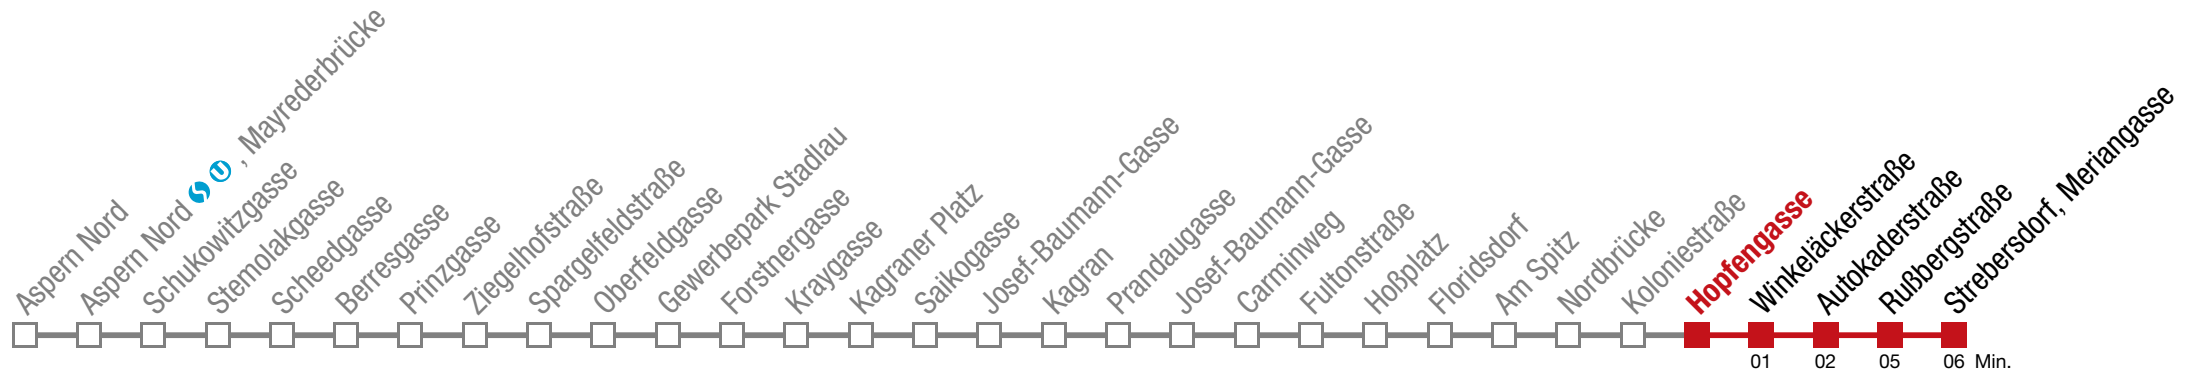 Aspern Nord
Aspern Nord S U, Mayrederbrücke
Schukowitzgasse
Stemolakgasse
Scheedgasse
Berresgasse
Prinzgasse
Ziegelhofstraße
Spargelfeldstraße
Oberfeldgasse
Gewerbepark Stadlau
Forstnergasse
Kraygasse
Kagraner Platz
Saikogasse
Josef-Baumann-Gasse
Kagran
Prandaugasse
Josef-Baumann-Gasse
Carminweg
Fultonstraße
Hoßplatz
Floridsdorf
Am Spitz
Nordbrücke
Koloniestraße
Hopfengasse
Winkeläckerstraße
Autokaderstraße
Rußbergstraße
Strebersdorf, Meriangasse
01 02 05 06 Min.